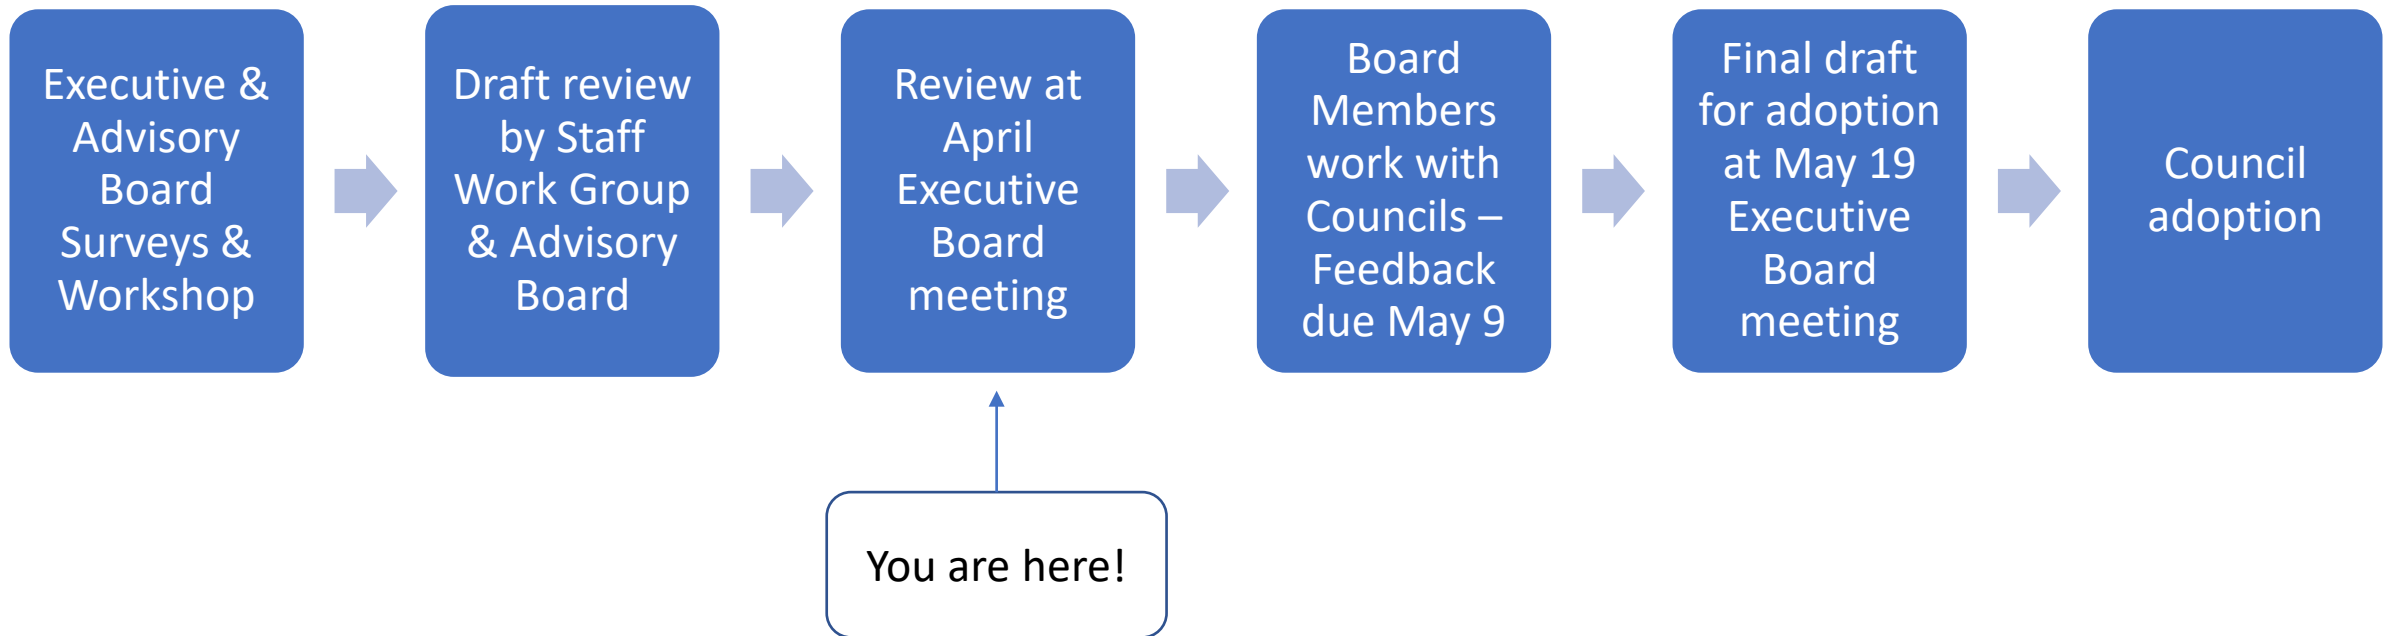 Executive &
Advisory
Board
Surveys &
Workshop
Draft review
by Staff
Work Group
& Advisory
Board
Review at
April
Executive
Board
meeting
Board
Members
work with
Councils –
Feedback
due May 9
Final draft
for adoption
at May 19
Executive
Board
meeting
Council
adoption
You are here!